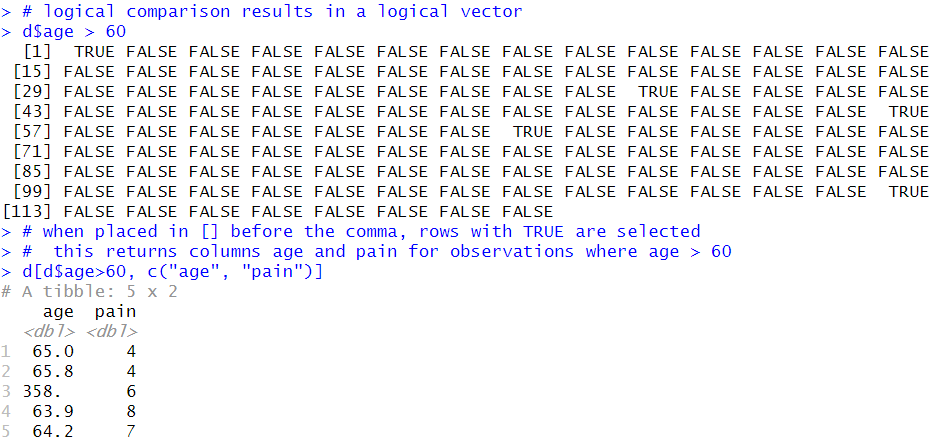 > # logical comparison results in a logical vector
> d$age > 60
  [1]  TRUE FALSE FALSE FALSE FALSE FALSE FALSE FALSE FALSE FALSE FALSE FALSE FALSE FALSE
 [15] FALSE FALSE FALSE FALSE FALSE FALSE FALSE FALSE FALSE FALSE FALSE FALSE FALSE FALSE
 [29] FALSE FALSE FALSE FALSE FALSE FALSE FALSE FALSE FALSE  TRUE FALSE FALSE FALSE FALSE
 [43] FALSE FALSE FALSE FALSE FALSE FALSE FALSE FALSE FALSE FALSE FALSE FALSE FALSE  TRUE
 [57] FALSE FALSE FALSE FALSE FALSE FALSE FALSE  TRUE FALSE FALSE FALSE FALSE FALSE FALSE
 [71] FALSE FALSE FALSE FALSE FALSE FALSE FALSE FALSE FALSE FALSE FALSE FALSE FALSE FALSE
 [85] FALSE FALSE FALSE FALSE FALSE FALSE FALSE FALSE FALSE FALSE FALSE FALSE FALSE FALSE
 [99] FALSE FALSE FALSE FALSE FALSE FALSE FALSE FALSE FALSE FALSE FALSE FALSE FALSE  TRUE
[113] FALSE FALSE FALSE FALSE FALSE FALSE FALSE FALSE
> # when placed in [] before the comma, rows with TRUE are selected
> #  this returns columns age and pain for observations where age > 60
> d[d$age>60, c("age", "pain")]
# A tibble: 5 x 2
    age  pain
  <dbl> <dbl>
1  65.0     4
2  65.8     4
3 358.      6
4  63.9     8
5  64.2     7